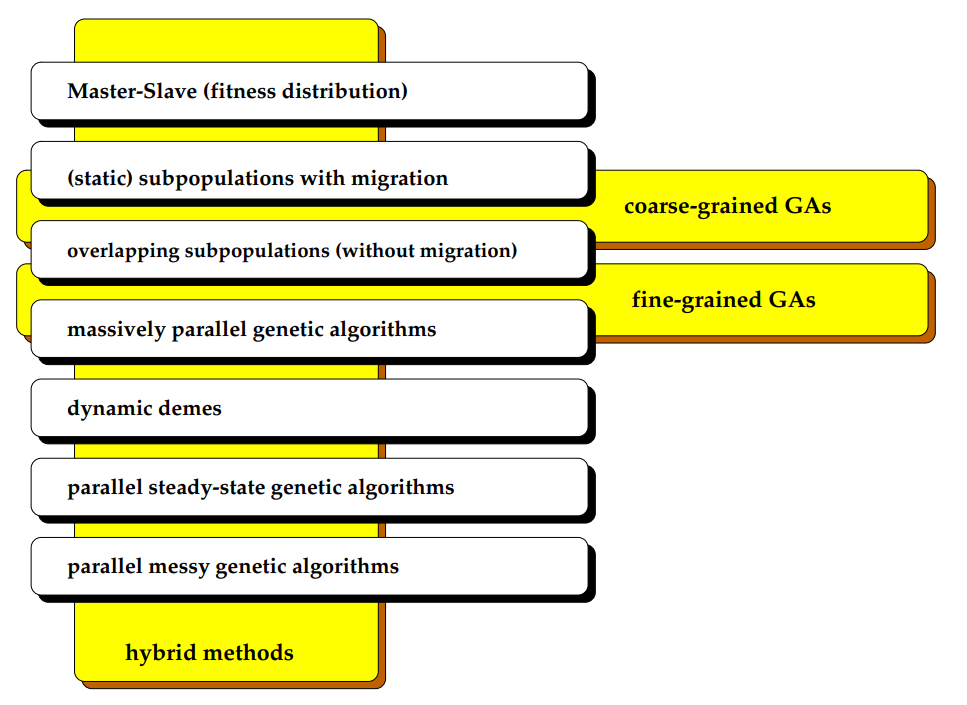 Master-Slave (fitness distribution)
(static) subpopulations with migration
coarse-grained GAs
overlapping subpopulations (without migration)
fine-grained GAs
massively parallel genetic algorithms
dynamic demes
parallel steady-state genetic algorithms
parallel messy genetic algorithms
hybrid methods